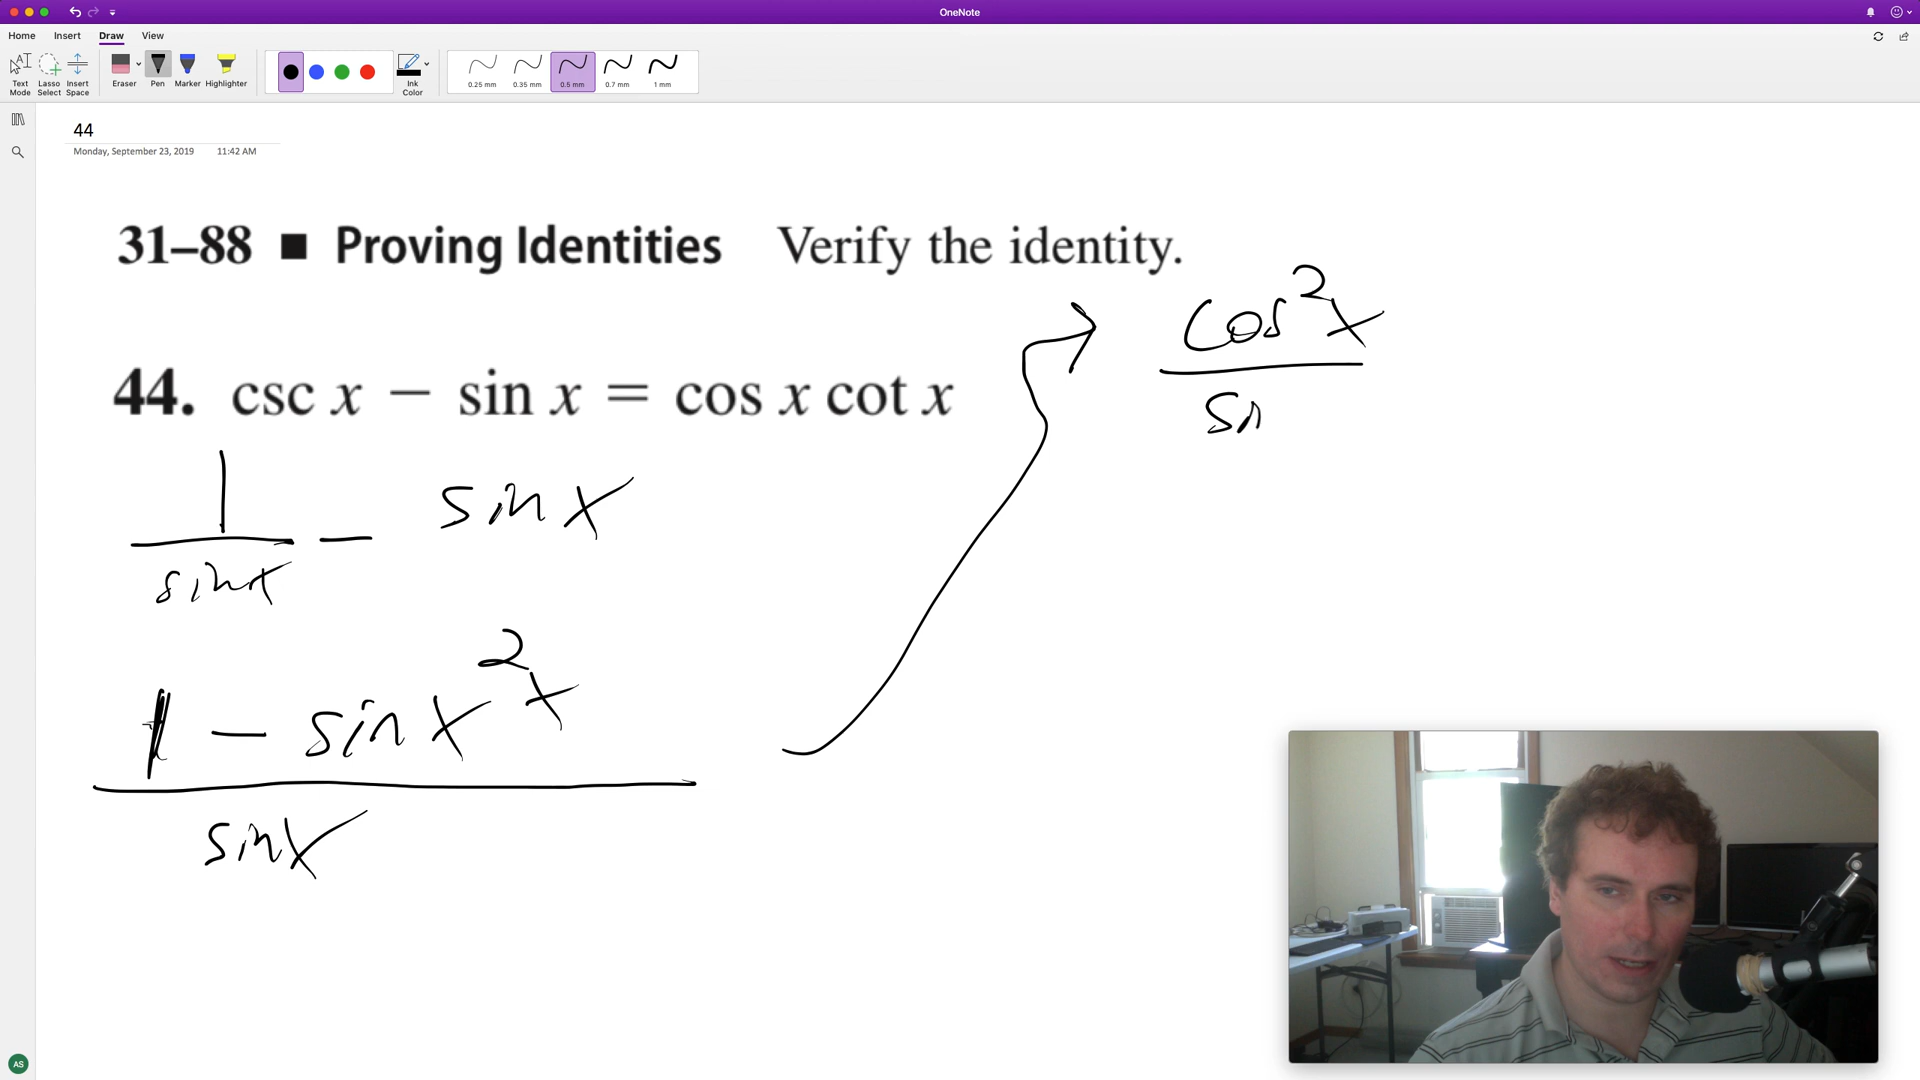 OneNote
Home Insert Draw View
Text Mode
Lasso Select
Insert Space
Eraser
Pen
Marker
Highlighter
Ink Color
0.25 mm
0.35 mm
0.5 mm
0.7 mm
1 mm
44
Monday, September 23, 2019 11:42 AM
31–88 ■ Proving Identities Verify the identity.
44. csc x − sin x = cos x cot x
1
sin x
− sin x
1 − sin x² x
sin x
cos² x
sn
AS